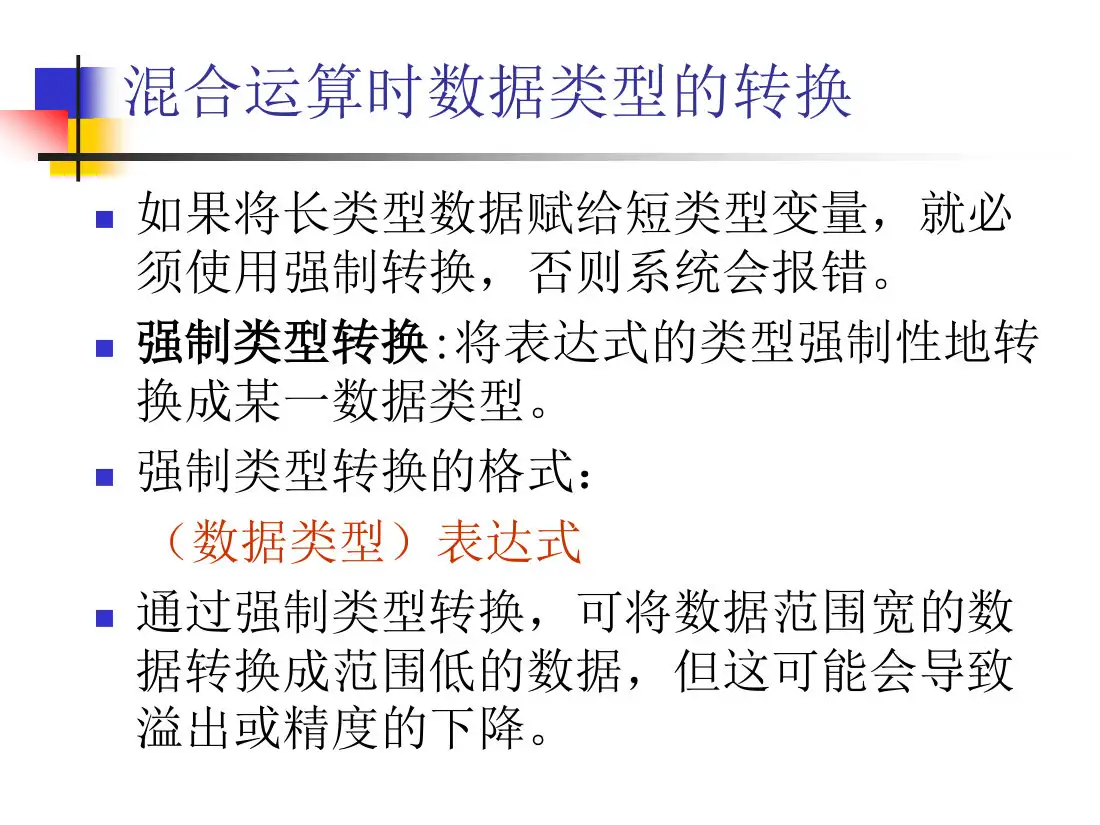 混合运算时数据类型的转换
如果将长类型数据赋给短类型变量，就必
须使用强制转换，否则系统会报错。
强制类型转换:将表达式的类型强制性地转
换成某一数据类型。
强制类型转换的格式：
（数据类型）表达式
通过强制类型转换，可将数据范围宽的数
据转换成范围低的数据，但这可能会导致
溢出或精度的下降。